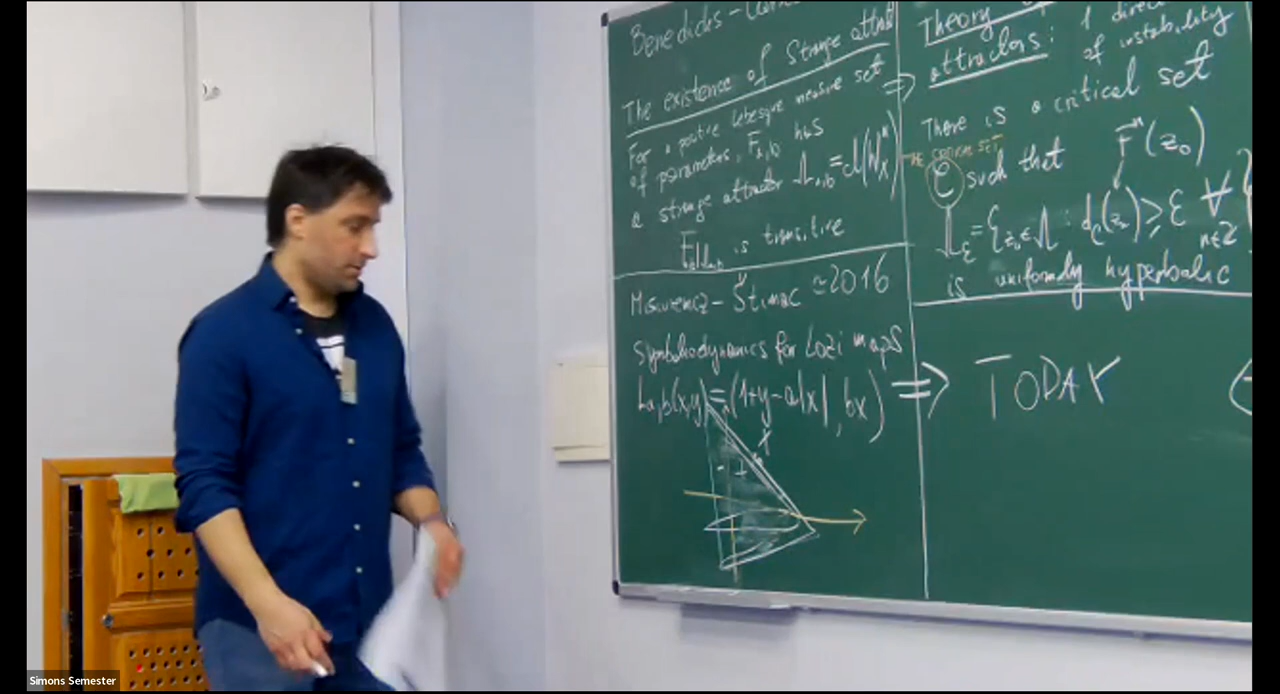 Benedicks-
The existence of Strange
For a positive Lebesgue measure set
of parameters, F_{a,b} has
a strange attractor Λ_{a,b} = cl(W^u_X)
F_{a,b}|Λ_{a,b} is transitive
Misiurewicz - Štimac ≃ 2016
Symbolic dynamics for Lozi maps
L_{a,b}(x,y) = (1+y-a|x|, bx) ⇒
X
⇒
Theory
attractors: 1
of instability
There is a critical set
THE CRITICAL SET
C such that F^n(z_0)
Λ_ε = {z_0 ∈ Λ : d_C(z_n) ≥ ε ∀
n∈Z
is uniformly hyperbolic
TODAY
Simons Semester